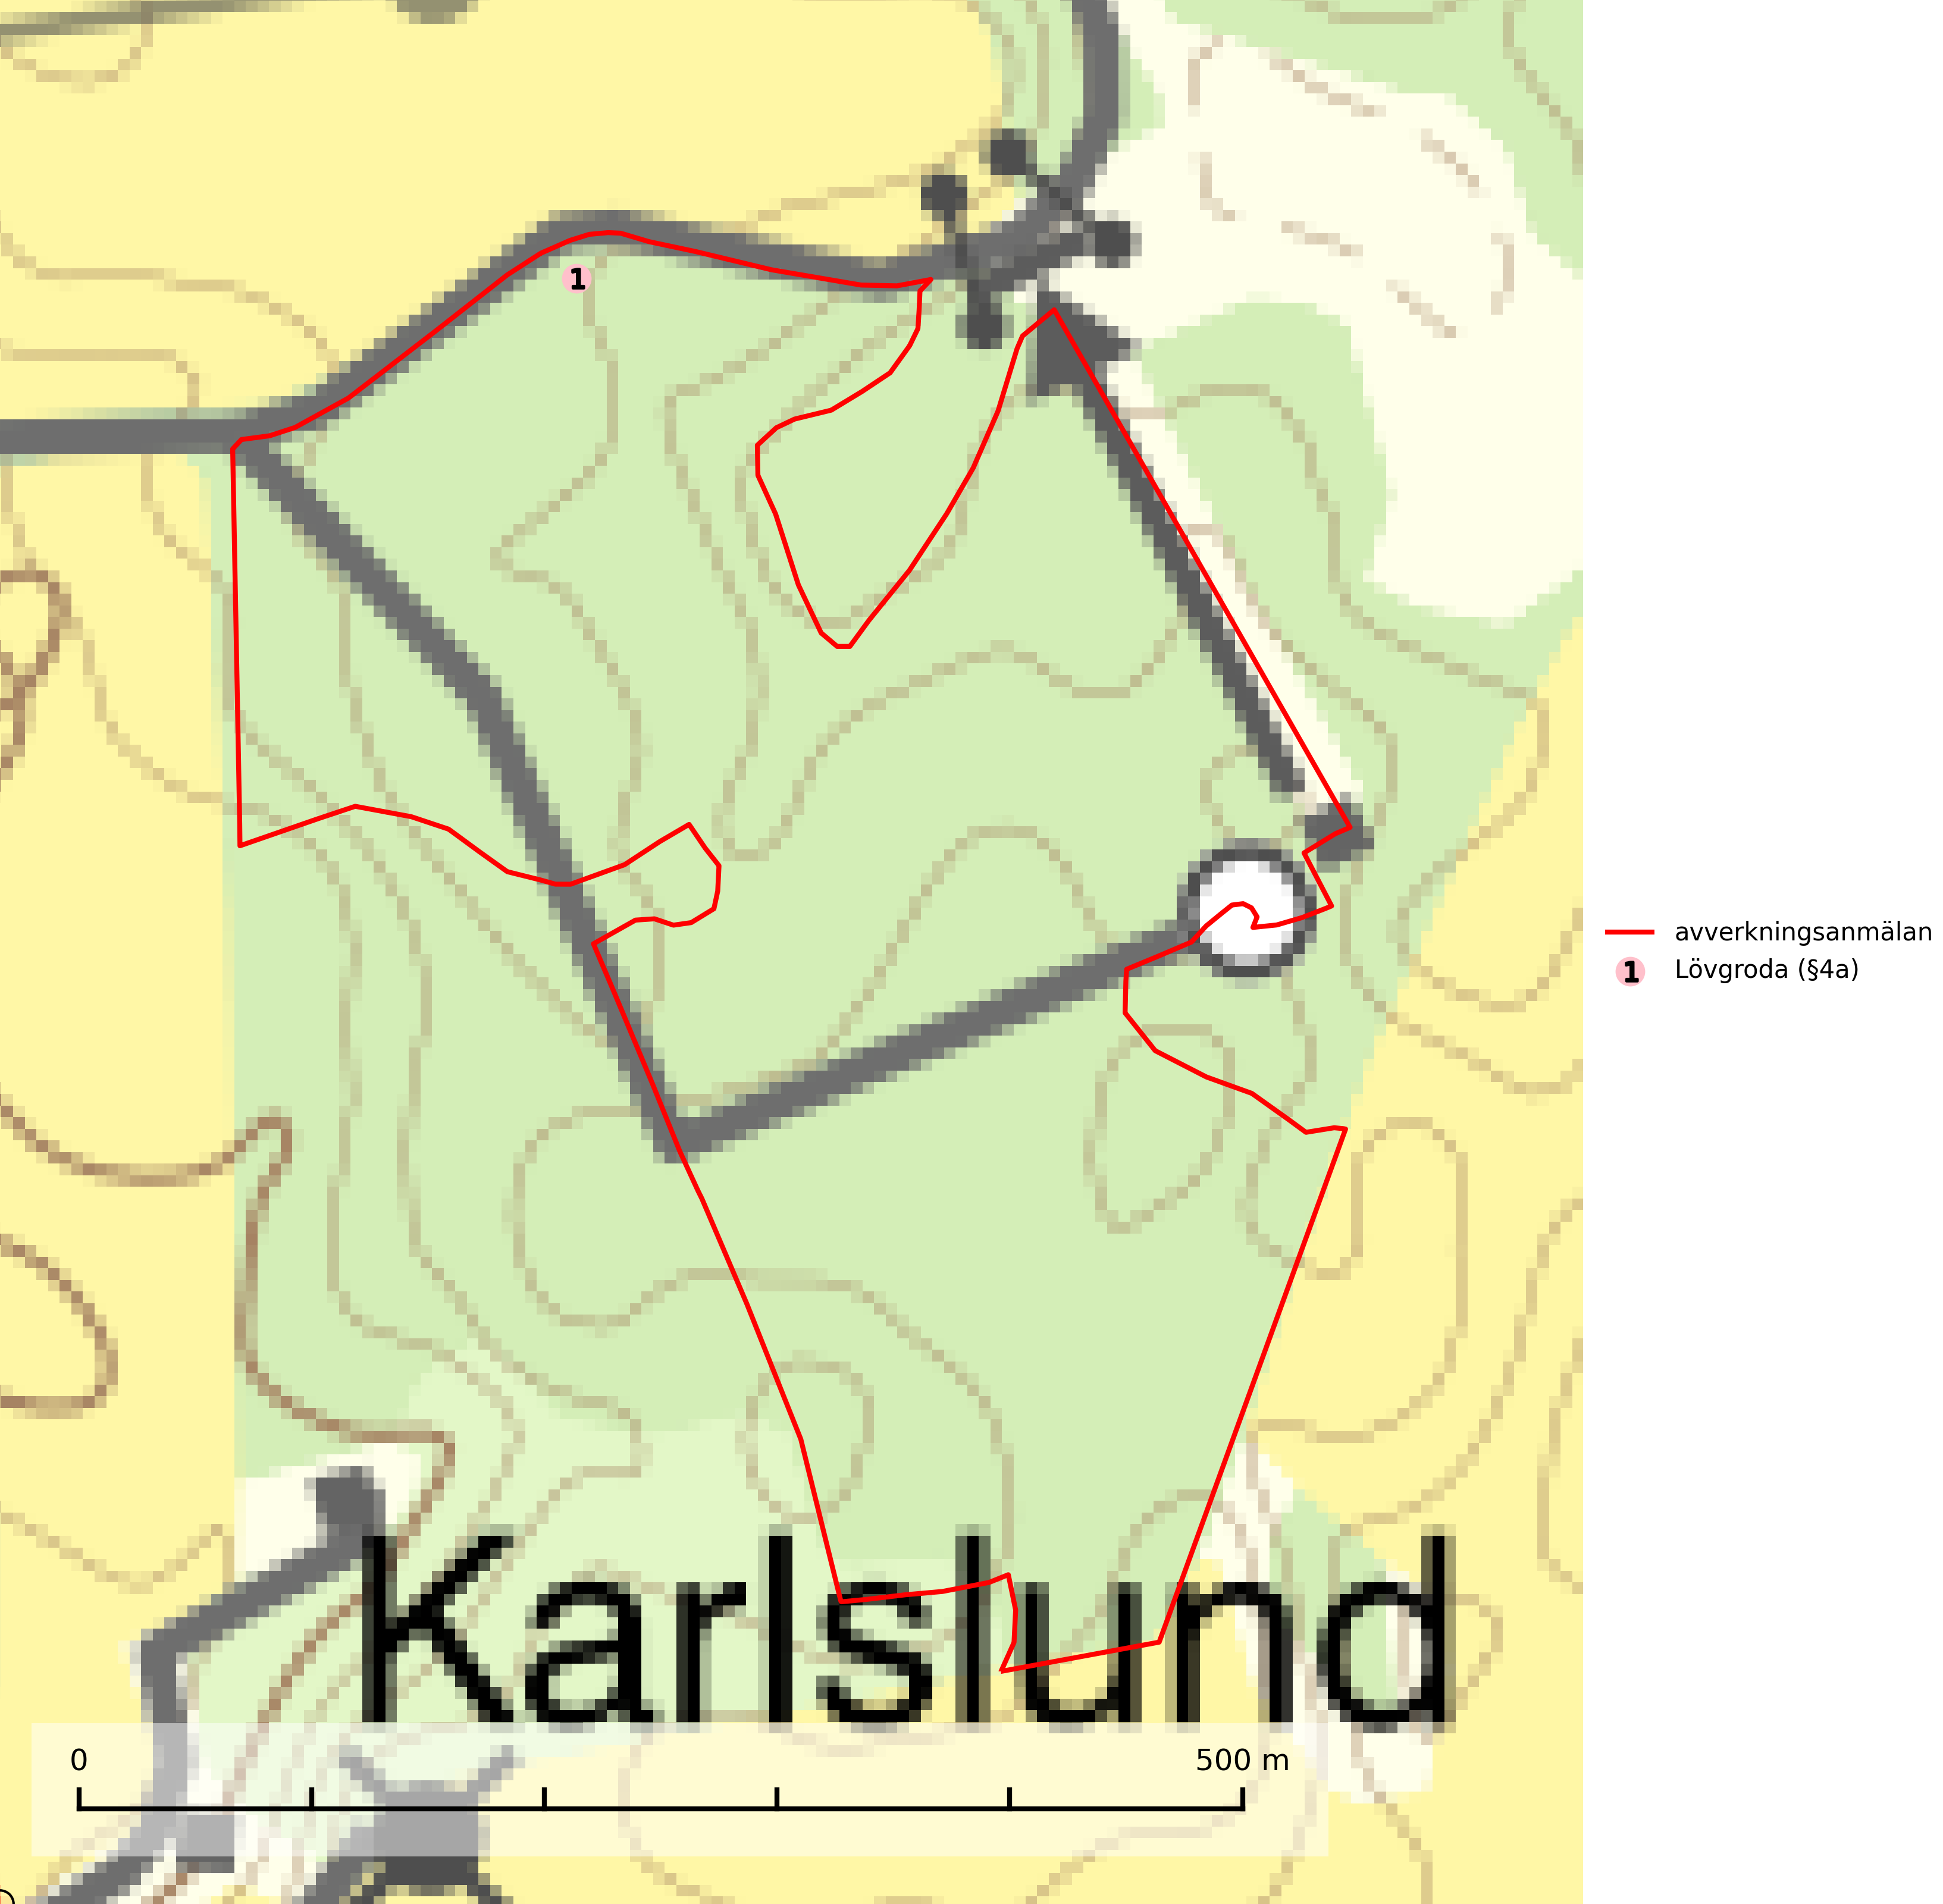 1
avverkningsanmälan
1 Lövgroda (§4a)
Karlslund
0 500 m